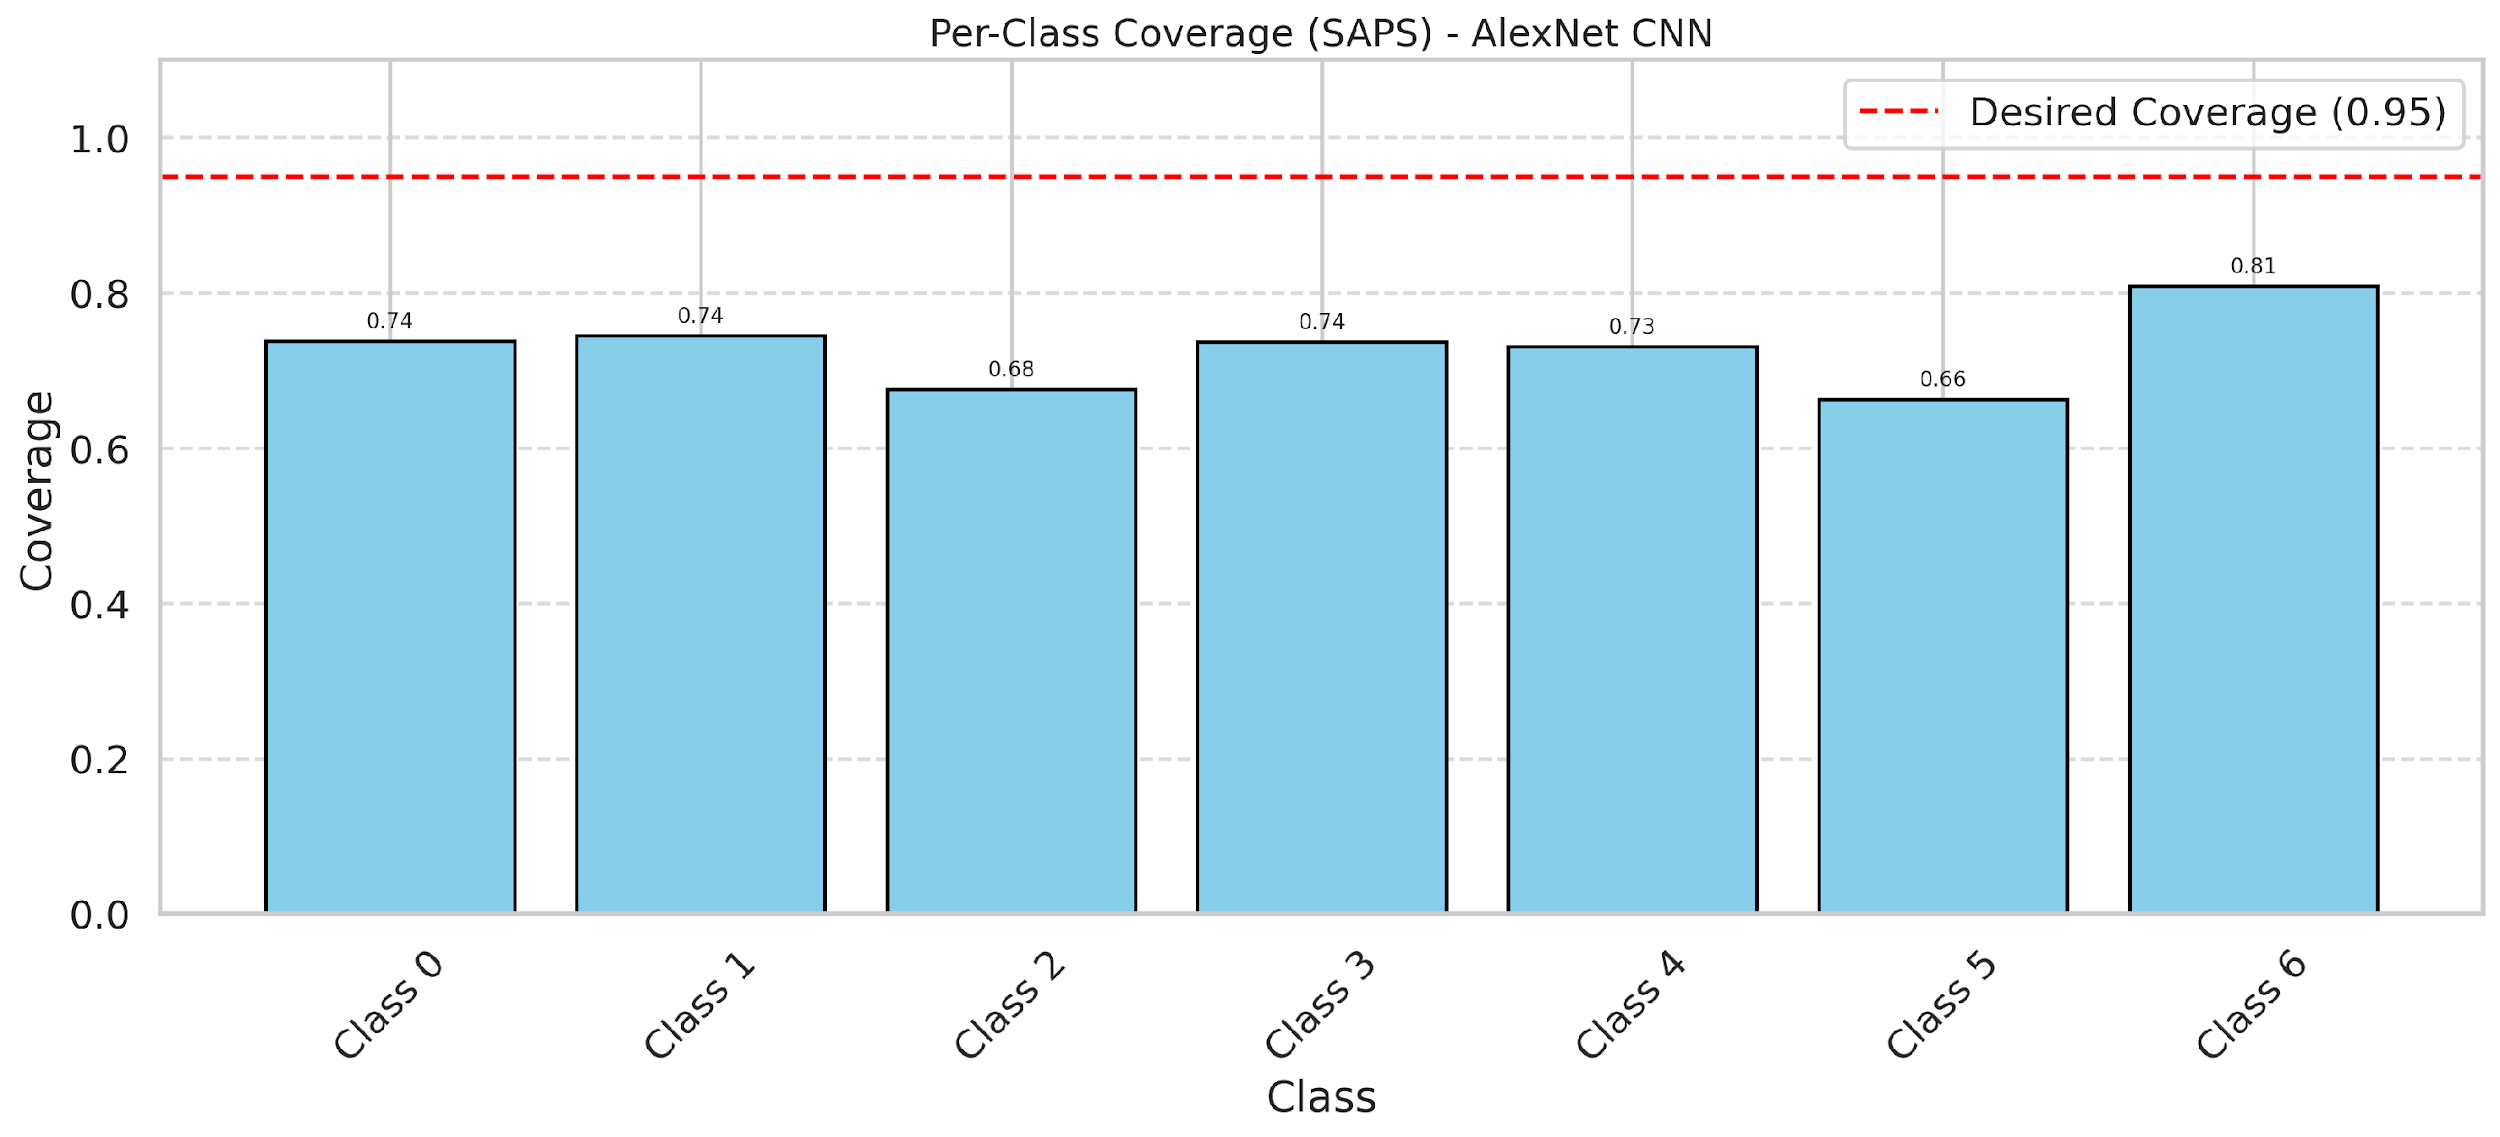 Per-Class Coverage (SAPS) - AlexNet CNN
Desired Coverage (0.95)
1.0
0.8
0.6
0.4
0.2
0.0
Coverage
0.74
0.74
0.68
0.74
0.73
0.66
0.81
Class 0
Class 1
Class 2
Class 3
Class 4
Class 5
Class 6
Class